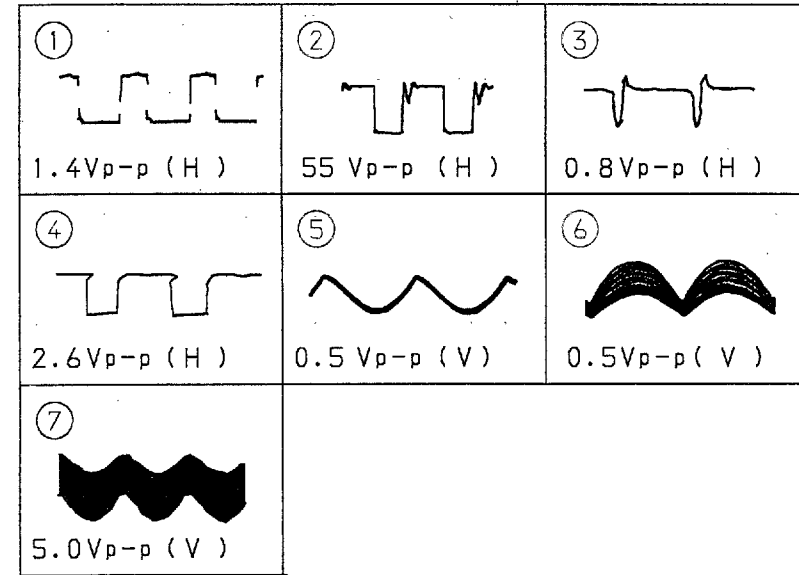 ① ② ③
1.4Vp-p (H) 55 Vp-p (H) 0.8Vp-p (H)
④ ⑤ ⑥
2.6Vp-p (H) 0.5 Vp-p (V) 0.5Vp-p( V )
⑦
5.0Vp-p (V)